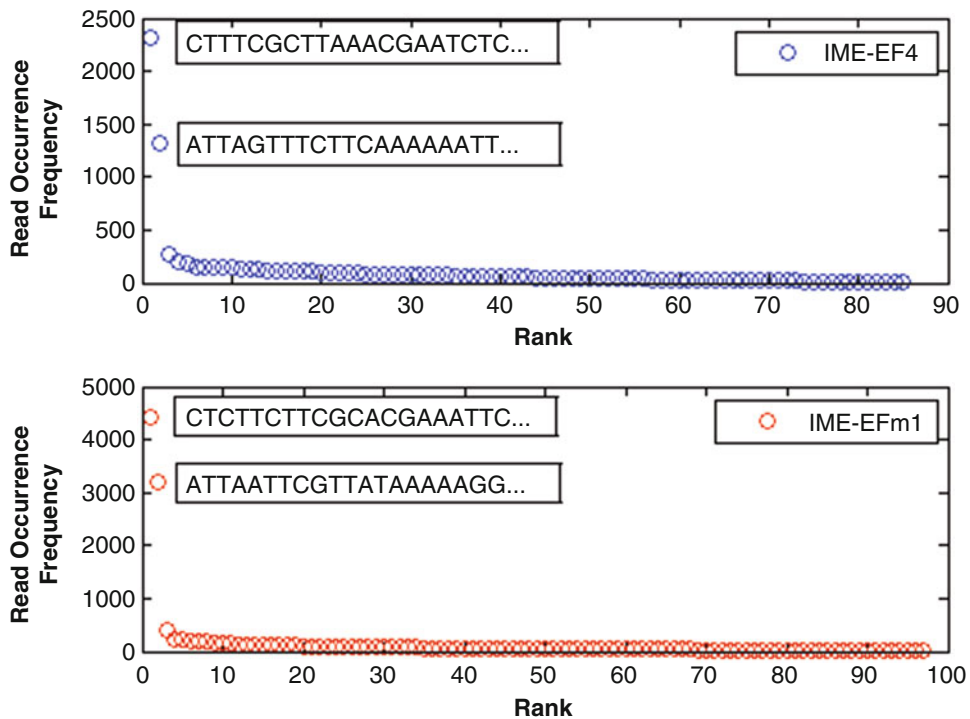 2500
2000
1500
1000
500
0
Read Occurrence
Frequency
CTTTCGCTTAAACGAATCTC...
ATTAGTTTCTTCAAAAAATT...
IME-EF4
0 10 20 30 40 50 60 70 80 90
Rank
5000
4000
3000
2000
1000
0
Read Occurrence
Frequency
CTCTTCTTCGCACGAAATTC...
ATTAATTCGTTATAAAAAGG...
IME-EFm1
0 10 20 30 40 50 60 70 80 90 100
Rank